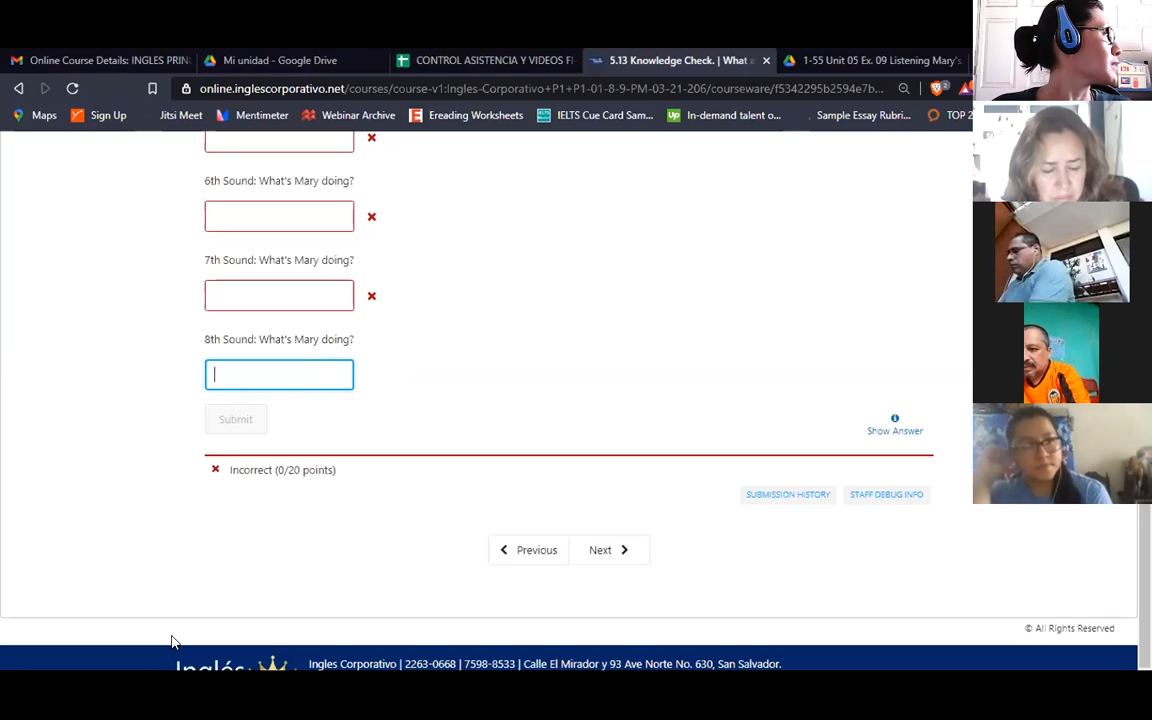 Online Course Details: INGLES PRIN
Mi unidad - Google Drive
CONTROL ASISTENCIA Y VIDEOS FI
5.13 Knowledge Check. | What a
1-55 Unit 05 Ex. 09 Listening Mary's
online.inglescorporativo.net/courses/course-v1:Ingles-Corporativo+P1+P1-01-8-9-PM-03-21-206/courseware/f5342295b2594e7b...
Maps
Sign Up
Jitsi Meet
Mentimeter
Webinar Archive
Ereading Worksheets
IELTS Cue Card Sam...
In-demand talent o...
Sample Essay Rubri...
TOP 2
6th Sound: What's Mary doing?
7th Sound: What's Mary doing?
8th Sound: What's Mary doing?
Submit
Show Answer
Incorrect (0/20 points)
SUBMISSION HISTORY
STAFF DEBUG INFO
Previous
Next
© All Rights Reserved
Inglés
Ingles Corporativo | 2263-0668 | 7598-8533 | Calle El Mirador y 93 Ave Norte No. 630, San Salvador.